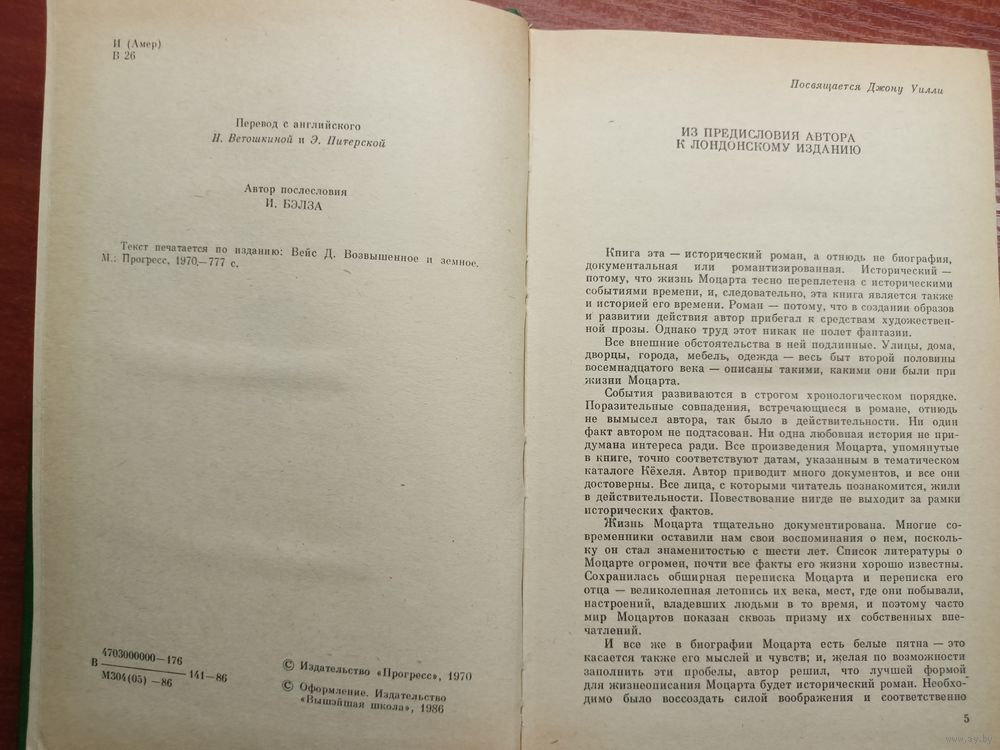 И (Амер)
В 26
Перевод с английского
Н. Ветошкиной и Э. Питерской
Автор послесловия
И. БЭЛЗА
Текст печатается по изданию: Вейс Д. Возвышенное и земное.
М.: Прогресс, 1970.—777 с.
4703000000—176
В 141—86
М304(05)—86
© Издательство «Прогресс», 1970
© Оформление. Издательство
«Вышэйшая школа», 1986
Посвящается Джону Уилли
ИЗ ПРЕДИСЛОВИЯ АВТОРА
К ЛОНДОНСКОМУ ИЗДАНИЮ
Книга эта — исторический роман, а отнюдь не биография,
документальная или романтизированная. Исторический —
потому, что жизнь Моцарта тесно переплетена с историческими
событиями времени, и, следовательно, эта книга является также
и историей его времени. Роман — потому, что в создании образов
и развитии действия автор прибегал к средствам художествен-
ной прозы. Однако труд этот никак не полет фантазии.
Все внешние обстоятельства в ней подлинные. Улицы, дома,
дворцы, города, мебель, одежда — весь быт второй половины
восемнадцатого века — описаны такими, какими они были при
жизни Моцарта.
События развиваются в строгом хронологическом порядке.
Поразительные совпадения, встречающиеся в романе, отнюдь
не вымысел автора, так было в действительности. Ни один
факт автором не подтасован. Ни одна любовная история не при-
думана интереса ради. Все произведения Моцарта, упомянутые
в книге, точно соответствуют датам, указанным в тематическом
каталоге Кёхеля. Автор приводит много документов, и все они
достоверны. Все лица, с которыми читатель познакомится, жили
в действительности. Повествование нигде не выходит за рамки
исторических фактов.
Жизнь Моцарта тщательно документирована. Многие со-
временники оставили нам свои воспоминания о нем, посколь-
ку он стал знаменитостью с шести лет. Список литературы о
Моцарте огромен, почти все факты его жизни хорошо известны.
Сохранилась обширная переписка Моцарта и переписка его
отца — великолепная летопись их века, мест, где они побывали,
настроений, владевших людьми в то время, и поэтому часто
мир Моцартов показан сквозь призму их собственных впе-
чатлений.
И все же в биографии Моцарта есть белые пятна — это
касается также его мыслей и чувств; и, желая по возможности
заполнить эти пробелы, автор решил, что лучшей формой
для жизнеописания Моцарта будет исторический роман. Необхо-
димо было воссоздать силой воображения и соответственно
5
www.ay.by